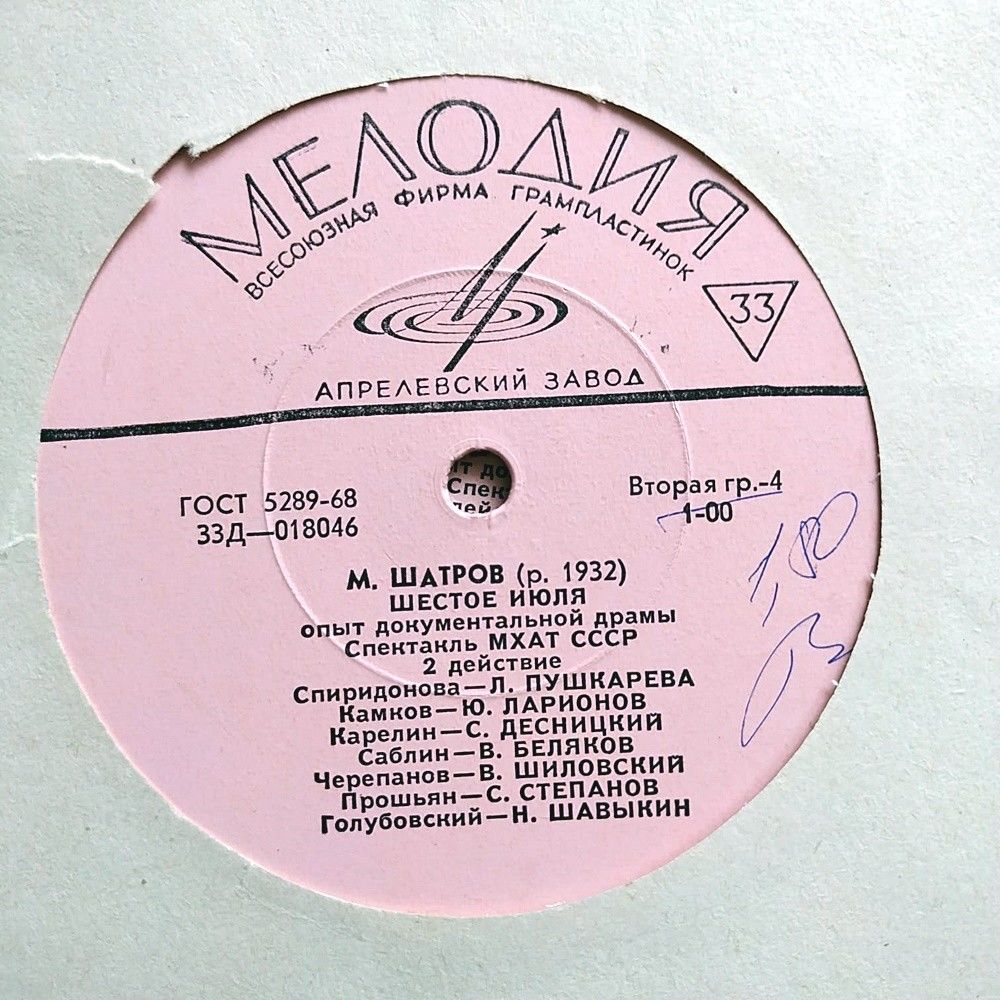 МЕЛОДИЯ
ВСЕСОЮЗНАЯ ФИРМА ГРАМПЛАСТИНОК
33
АПРЕЛЕВСКИЙ ЗАВОД
ГОСТ 5289-68
33Д—018046
Вторая гр.-4
1-00
М. ШАТРОВ (р. 1932)
ШЕСТОЕ ИЮЛЯ
опыт документальной драмы
Спектакль МХАТ СССР
2 действие
Спиридонова—Л. ПУШКАРЕВА
Камков—Ю. ЛАРИОНОВ
Карелин—С. ДЕСНИЦКИЙ
Саблин—В. БЕЛЯКОВ
Черепанов—В. ШИЛОВСКИЙ
Прошьян—С. СТЕПАНОВ
Голубовский—Н. ШАВЫКИН